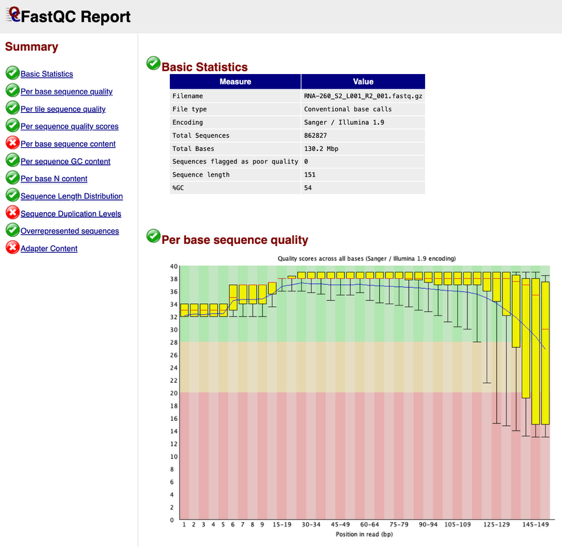 FastQC Report
Summary
Basic Statistics
Per base sequence quality
Per tile sequence quality
Per sequence quality scores
Per base sequence content
Per sequence GC content
Per base N content
Sequence Length Distribution
Sequence Duplication Levels
Overrepresented sequences
Adapter Content
Basic Statistics
Measure Value
Filename RNA-260_S2_L001_R2_001.fastq.gz
File type Conventional base calls
Encoding Sanger / Illumina 1.9
Total Sequences 862827
Total Bases 130.2 Mbp
Sequences flagged as poor quality 0
Sequence length 151
%GC 54
Per base sequence quality
Quality scores across all bases (Sanger / Illumina 1.9 encoding)
40
38
36
34
32
30
28
26
24
22
20
18
16
14
12
10
8
6
4
2
0
1 2 3 4 5 6 7 8 9 15-19 30-34 45-49 60-64 75-79 90-94 105-109 125-129 145-149
Position in read (bp)